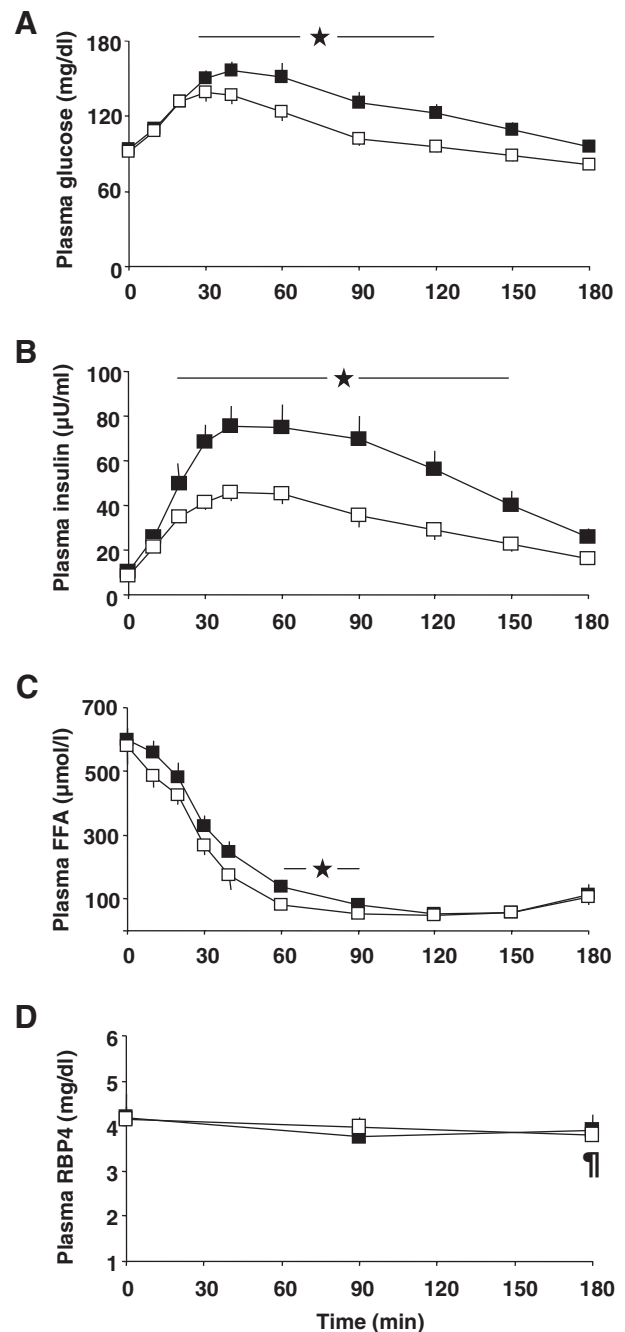 A
Plasma glucose (mg/dl)
180
120
60
0
0 30 60 90 120 150 180
B
Plasma insulin (µU/ml)
100
80
60
40
20
0
0 30 60 90 120 150 180
C
Plasma FFA (µmol/l)
700
500
300
100
0 30 60 90 120 150 180
D
Plasma RBP4 (mg/dl)
6
5
4
3
2
1
¶
0 30 60 90 120 150 180
Time (min)